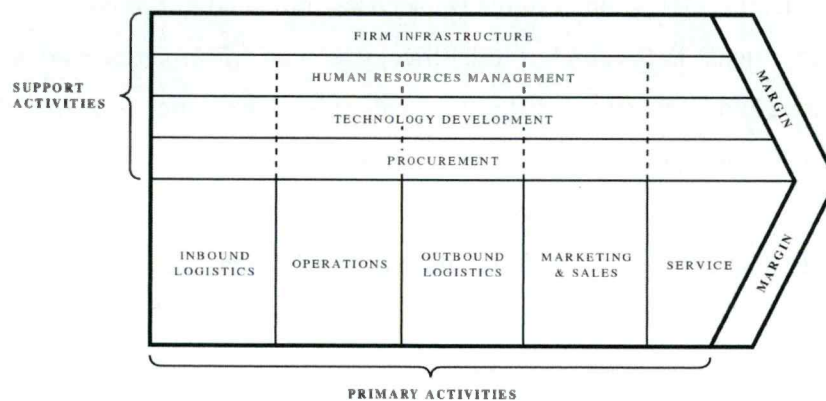 FIRM INFRASTRUCTURE
SUPPORT
ACTIVITIES
HUMAN RESOURCES MANAGEMENT
TECHNOLOGY DEVELOPMENT
PROCUREMENT
MARGIN
INBOUND
LOGISTICS
OPERATIONS
OUTBOUND
LOGISTICS
MARKETING
& SALES
SERVICE
MARGIN
PRIMARY ACTIVITIES